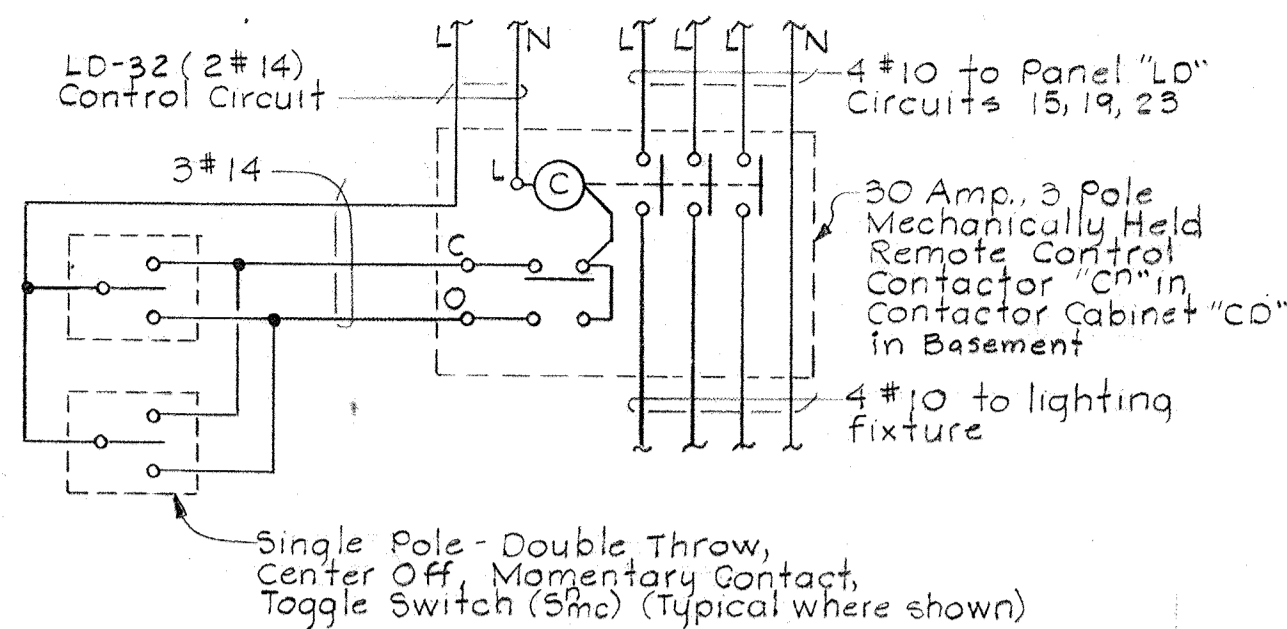 L N L L L N
LD-32 (2#14)
Control Circuit
4 #10 to Panel "LD"
Circuits 15, 19, 23
3#14
L C
30 Amp., 3 Pole
Mechanically Held
Remote Control
Contactor "Cn" in
Contactor Cabinet "CD"
in Basement
C
O
4 #10 to lighting
fixture
Single Pole - Double Throw,
Center Off, Momentary Contact,
Toggle Switch (Snmc) (Typical where shown)